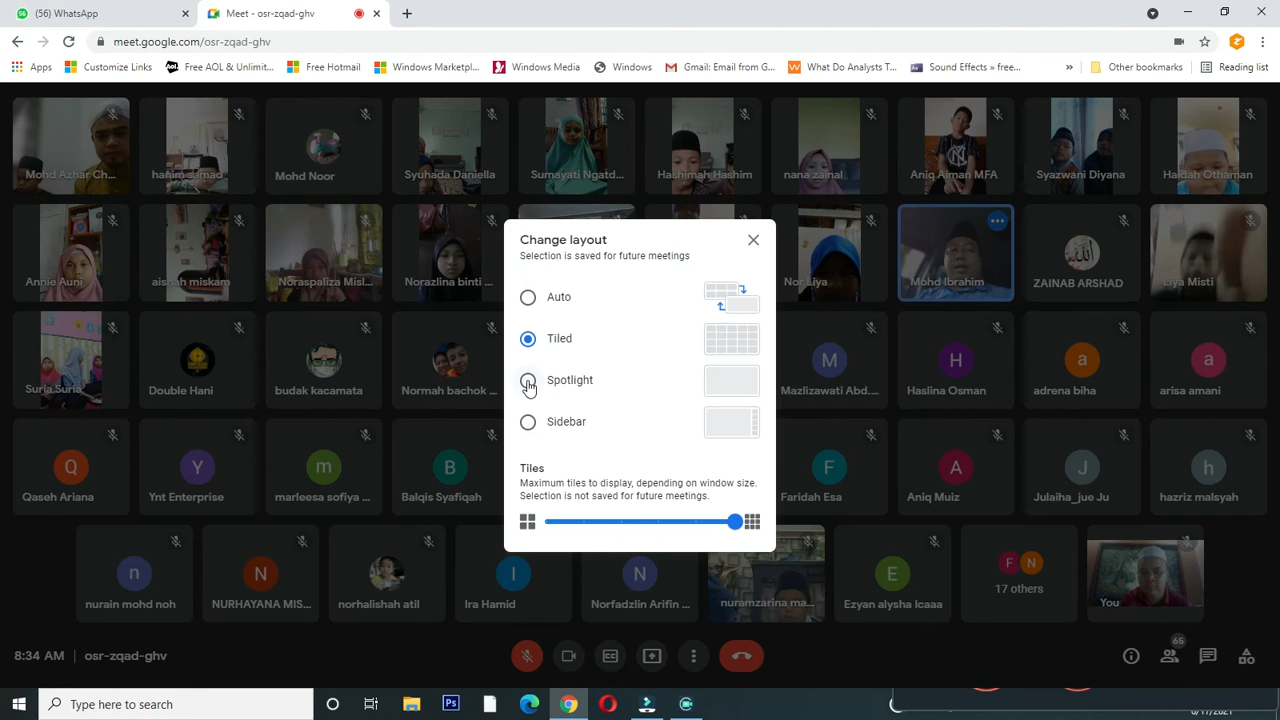 (56) WhatsApp
Meet - osr-zqad-ghv
meet.google.com/osr-zqad-ghv
Apps
Customize Links
Free AOL & Unlimit...
Free Hotmail
Windows Marketpl...
Windows Media
Windows
Gmail: Email from G...
What Do Analysts T...
Sound Effects » free...
»
Other bookmarks
Reading list
Mohd Azhar Ch...
hanim samad
Mohd Noor
Syuhada Daniella
Sumayati Ngatd...
Hashimah Hashim
nana zainal
Aniq Aiman MFA
Syazwani Diyana
Haidah Othaman
Annie Auni
aishah miskam
Noraspaliza Misl...
Norazlina binti
Nor Liya
Mohd Ibrahim
ZAINAB ARSHAD
Liya Misti
Change layout
Selection is saved for future meetings
Auto
Tiled
Spotlight
Sidebar
Tiles
Maximum tiles to display, depending on window size.
Selection is not saved for future meetings.
Suria Suria
Double Hani
budak kacamata
Normah bachok ...
M
Mazlizawati Abd....
H
Haslina Osman
a
adrena biha
a
arisa amani
Q
Qaseh Ariana
Y
Ynt Enterprise
m
marleesa sofiya ...
B
Balqis Syafiqah
F
Faridah Esa
A
Aniq Muiz
J
Julaiha_jue Ju
h
hazriz malsyah
n
nurain mohd noh
N
NURHAYANA MIS...
norhalishah atil
I
Ira Hamid
N
Norfadzlin Arifin ...
nuramzarina ma...
E
Ezyan alysha Icaaa
F N
17 others
You
8:34 AM | osr-zqad-ghv
65
Type here to search